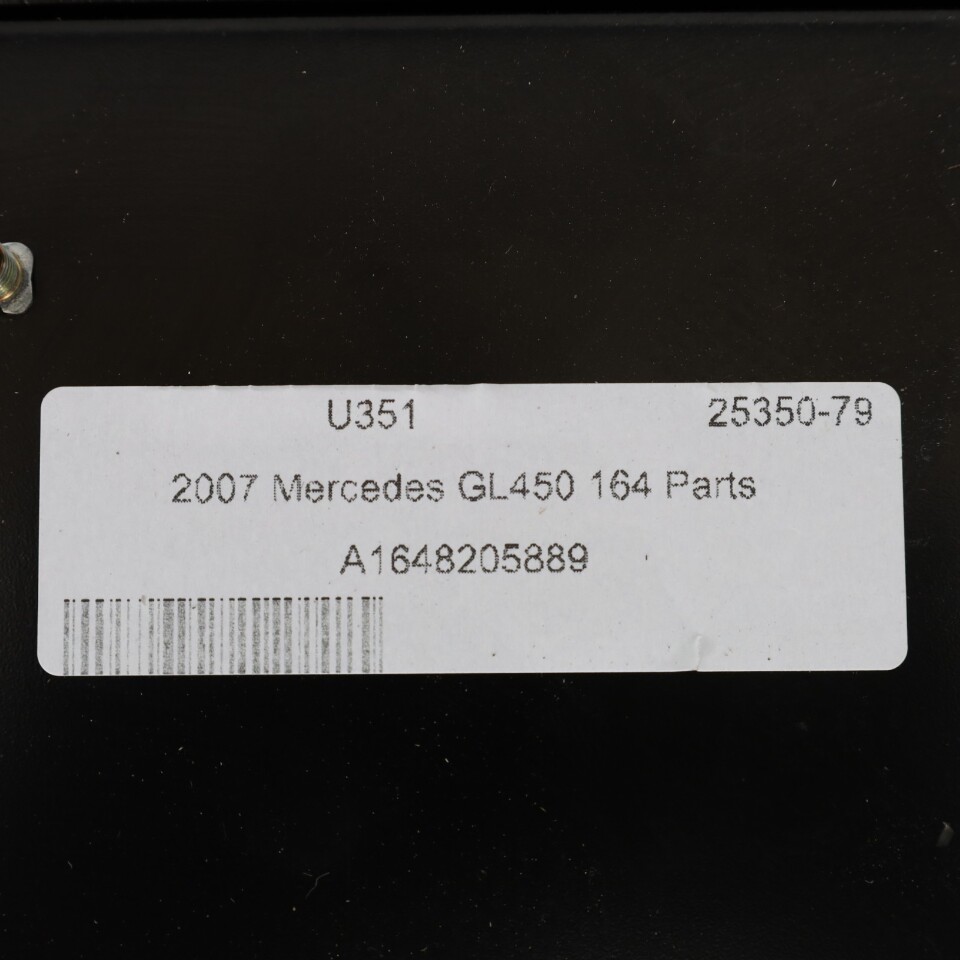 U351 25350-79
2007 Mercedes GL450 164 Parts
A1648205889